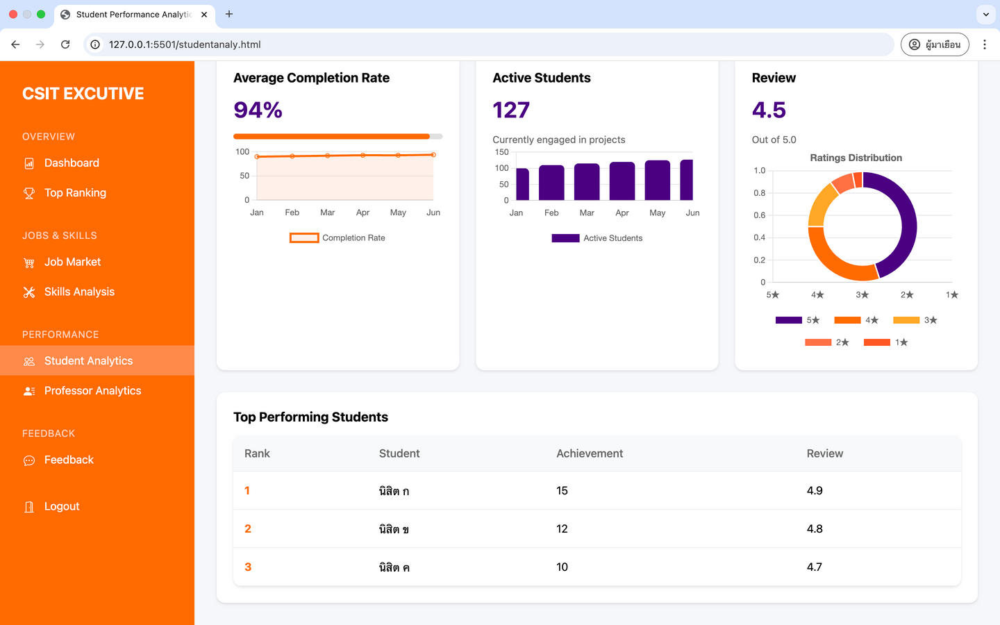 Student Performance Analytic
127.0.0.1:5501/studentanaly.html
ผู้มาเยือน
CSIT EXCUTIVE
OVERVIEW
Dashboard
Top Ranking
JOBS & SKILLS
Job Market
Skills Analysis
PERFORMANCE
Student Analytics
Professor Analytics
FEEDBACK
Feedback
Logout
Average Completion Rate
94%
100
50
0
Jan Feb Mar Apr May Jun
Completion Rate
Active Students
127
Currently engaged in projects
150
100
50
0
Jan Feb Mar Apr May Jun
Active Students
Review
4.5
Out of 5.0
Ratings Distribution
1.0
0.8
0.6
0.4
0.2
0
5★ 4★ 3★ 2★ 1★
5★ 4★ 3★
2★ 1★
Top Performing Students
Rank Student Achievement Review
1 นิสิต ก 15 4.9
2 นิสิต ข 12 4.8
3 นิสิต ค 10 4.7